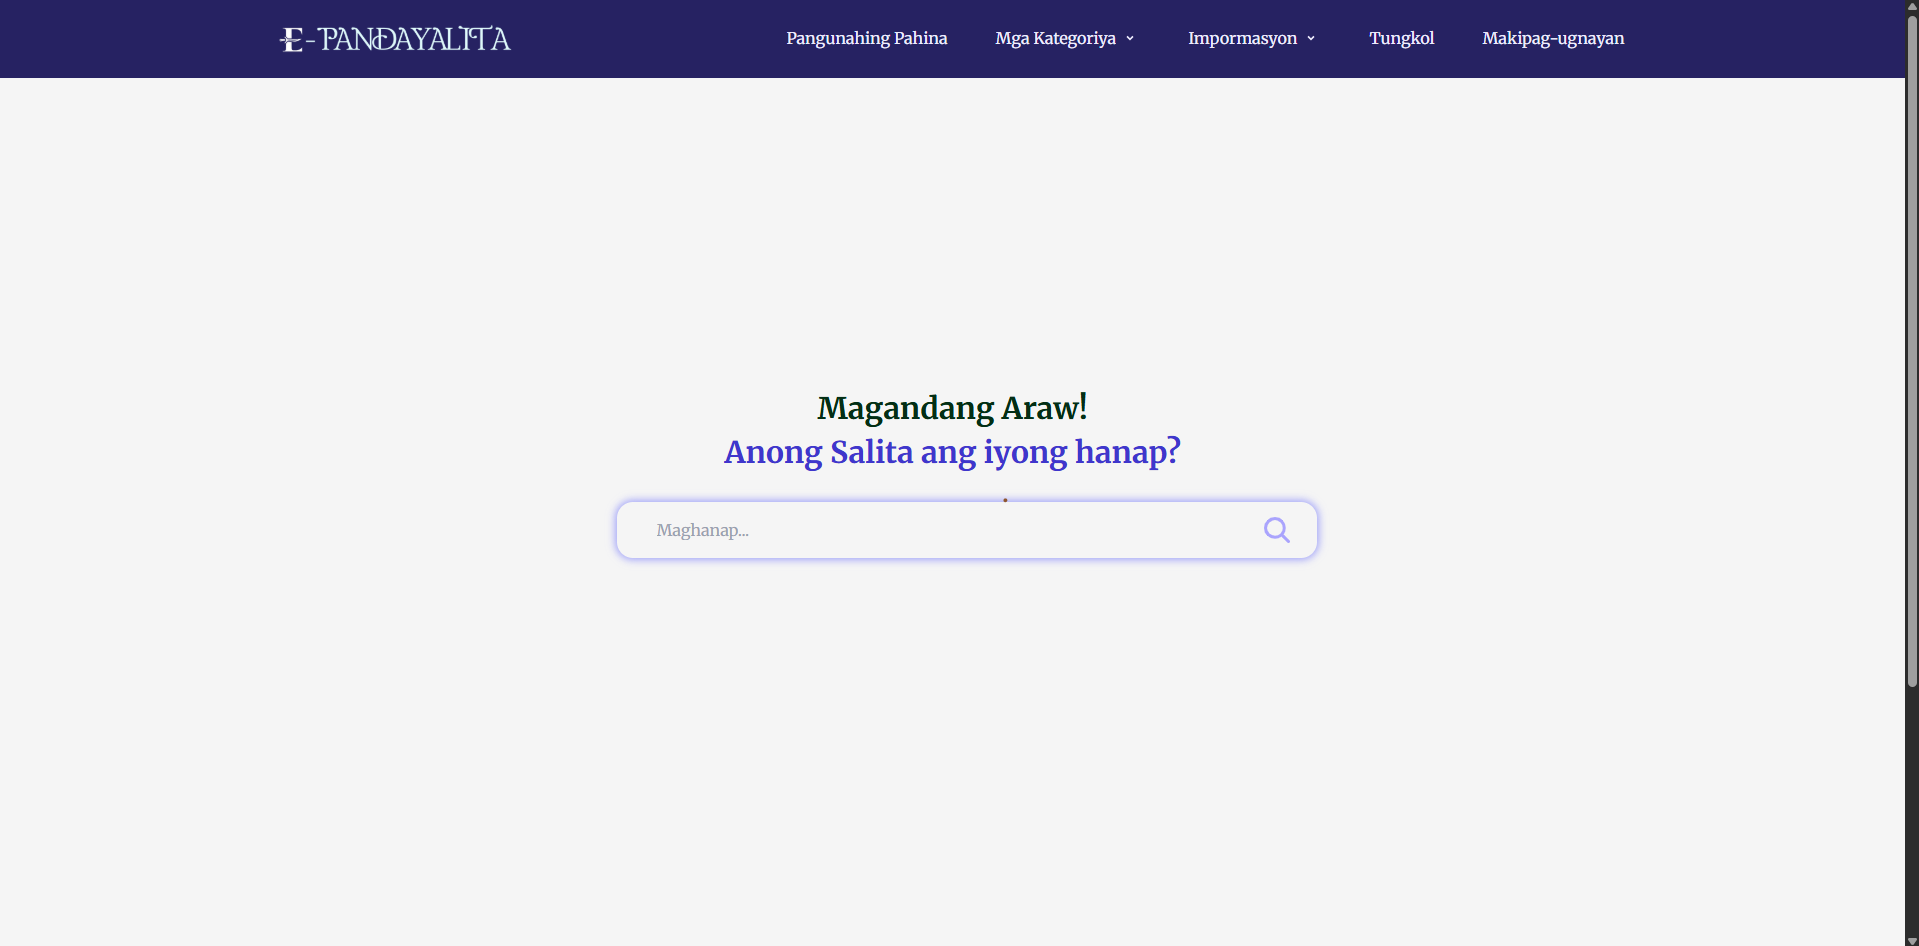 E-PANDAYALITA
Pangunahing Pahina
Mga Kategoriya
Impormasyon
Tungkol
Makipag-ugnayan
Magandang Araw!
Anong Salita ang iyong hanap?
Maghanap...